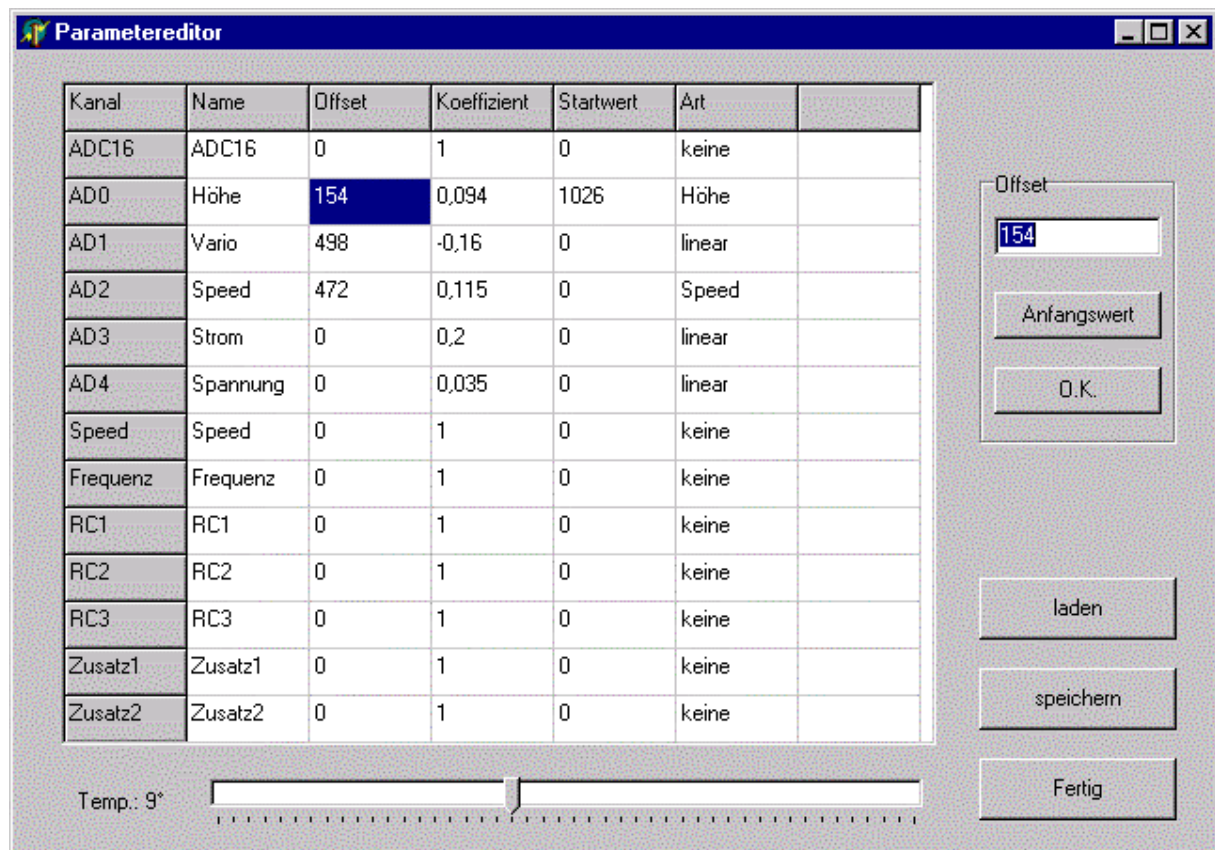 Parametereditor
Kanal Name Offset Koeffizient Startwert Art
ADC16 ADC16 0 1 0 keine
AD0 Höhe 154 0,094 1026 Höhe
AD1 Vario 498 -0,16 0 linear
AD2 Speed 472 0,115 0 Speed
AD3 Strom 0 0,2 0 linear
AD4 Spannung 0 0,035 0 linear
Speed Speed 0 1 0 keine
Frequenz Frequenz 0 1 0 keine
RC1 RC1 0 1 0 keine
RC2 RC2 0 1 0 keine
RC3 RC3 0 1 0 keine
Zusatz1 Zusatz1 0 1 0 keine
Zusatz2 Zusatz2 0 1 0 keine
Offset
154
Anfangswert
O.K.
laden
speichern
Fertig
Temp.: 9°